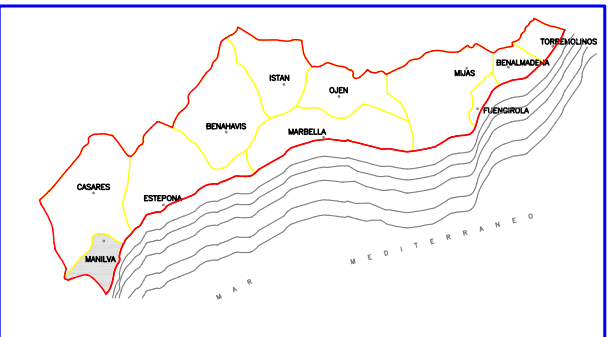 TORREMOLINOS
BENALMADENA
MIJAS
ISTAN
OJEN
FUENGIROLA
BENAHAVIS
MARBELLA
CASARES
ESTEPONA
MANILVA
MAR MEDITERRANEO